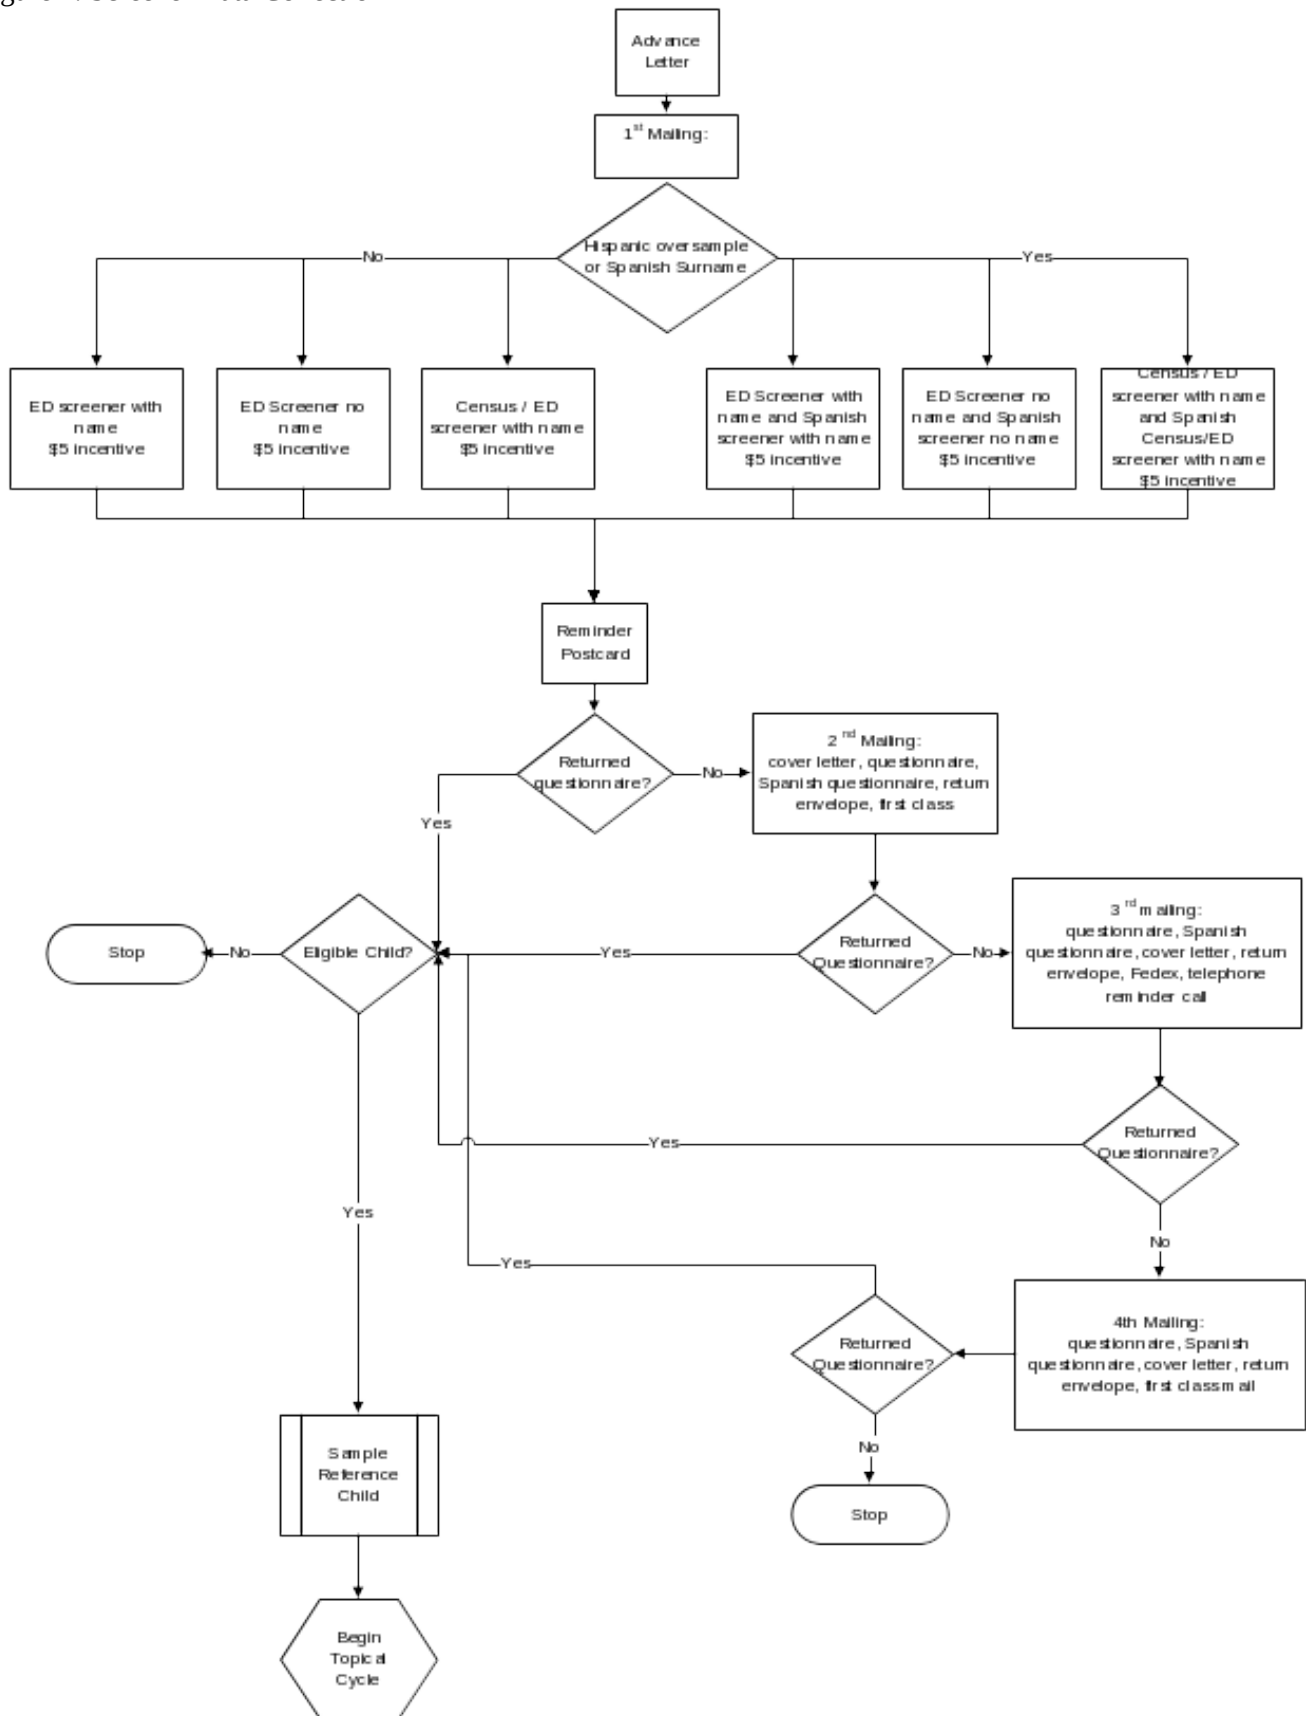 Advance
Letter
1st Mailing:
Hispanic oversample
or Spanish Surname
No
Yes
ED screener with
name
$5 incentive
ED Screener no
name
$5 incentive
Census / ED
screener with name
$5 incentive
ED Screener with
name and Spanish
screener with name
$5 incentive
ED Screener no
name and Spanish
screener no name
$5 incentive
Census / ED
screener with name
and Spanish
Census/ED
screener with name
$5 incentive
Reminder
Postcard
Returned
questionnaire?
No
2nd Mailing:
cover letter, questionnaire,
Spanish questionnaire, return
envelope, first class
Yes
Stop
No
Eligible Child?
Yes
Returned
Questionnaire?
No
3rd mailing:
questionnaire, Spanish
questionnaire, cover letter, return
envelope, Fedex, telephone
reminder call
Yes
Returned
Questionnaire?
Yes
No
Yes
Returned
Questionnaire?
4th Mailing:
questionnaire, Spanish
questionnaire, cover letter, return
envelope, first class mail
No
Stop
Sample
Reference
Child
Begin
Topical
Cycle